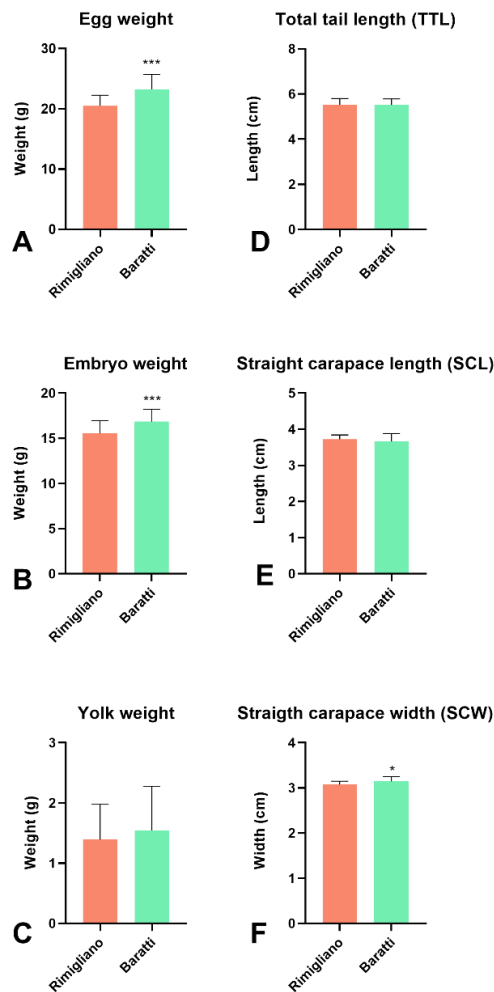 Egg weight
Weight (g)
30
20
10
0
***
Rimigliano
Baratti
A
Total tail length (TTL)
Length (cm)
8
6
4
2
0
Rimigliano
Baratti
D
Embryo weight
Weight (g)
20
15
10
5
0
***
Rimigliano
Baratti
B
Straight carapace length (SCL)
Length (cm)
5
4
3
2
1
0
Rimigliano
Baratti
E
Yolk weight
Weight (g)
3
2
1
0
Rimigliano
Baratti
C
Straigth carapace width (SCW)
Width (cm)
4
3
2
1
0
*
Rimigliano
Baratti
F